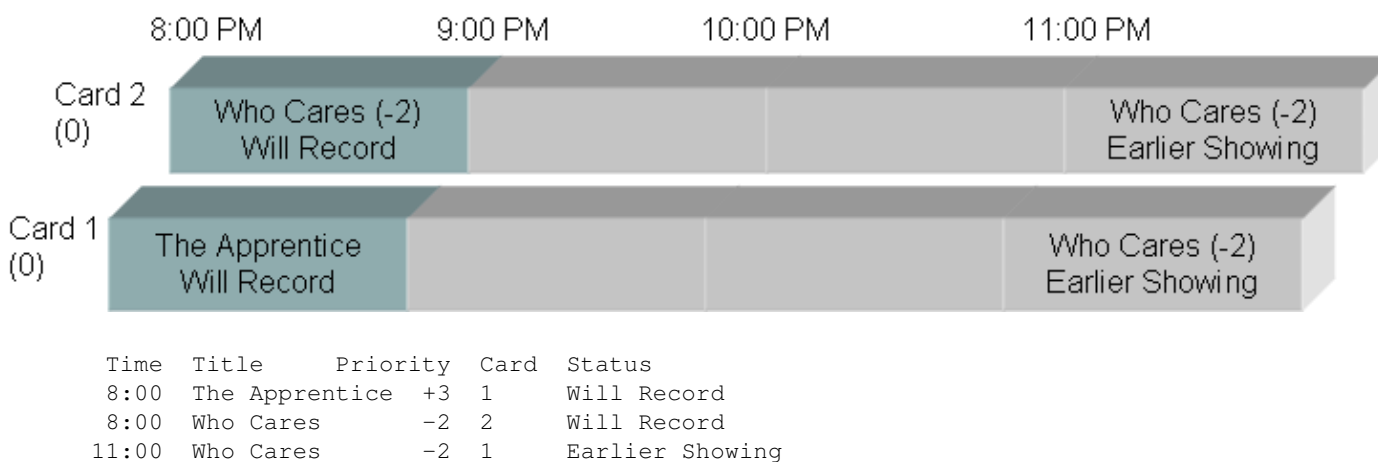 8:00 PM 9:00 PM 10:00 PM 11:00 PM
Card 2
(0)
Who Cares (-2)
Will Record
Who Cares (-2)
Earlier Showing
Card 1
(0)
The Apprentice
Will Record
Who Cares (-2)
Earlier Showing
Time Title Priority Card Status
8:00 The Apprentice +3 1 Will Record
8:00 Who Cares -2 2 Will Record
11:00 Who Cares -2 1 Earlier Showing